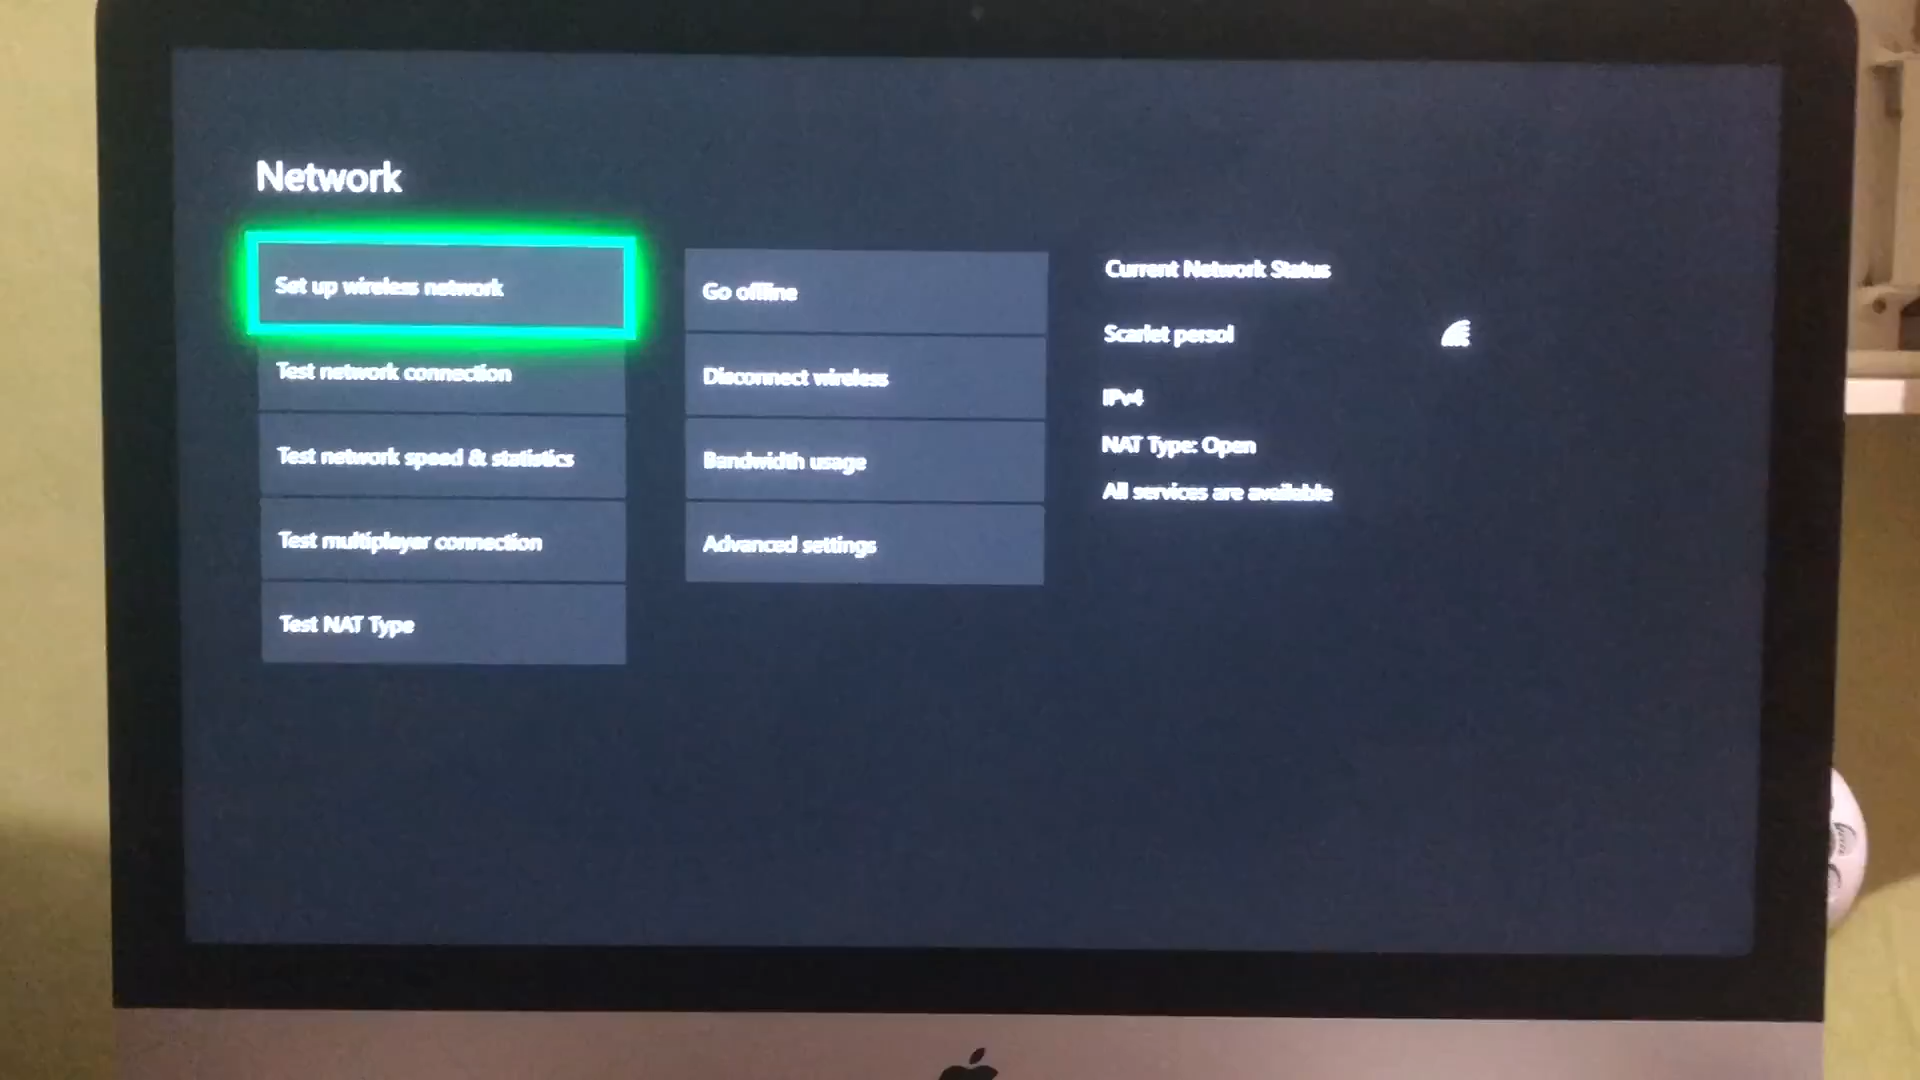 Network
Set up wireless network
Test network connection
Test network speed & statistics
Test multiplayer connection
Test NAT Type
Go offline
Disconnect wireless
Bandwidth usage
Advanced settings
Current Network Status
Scarlet persol
IPv4
NAT Type: Open
All services are available